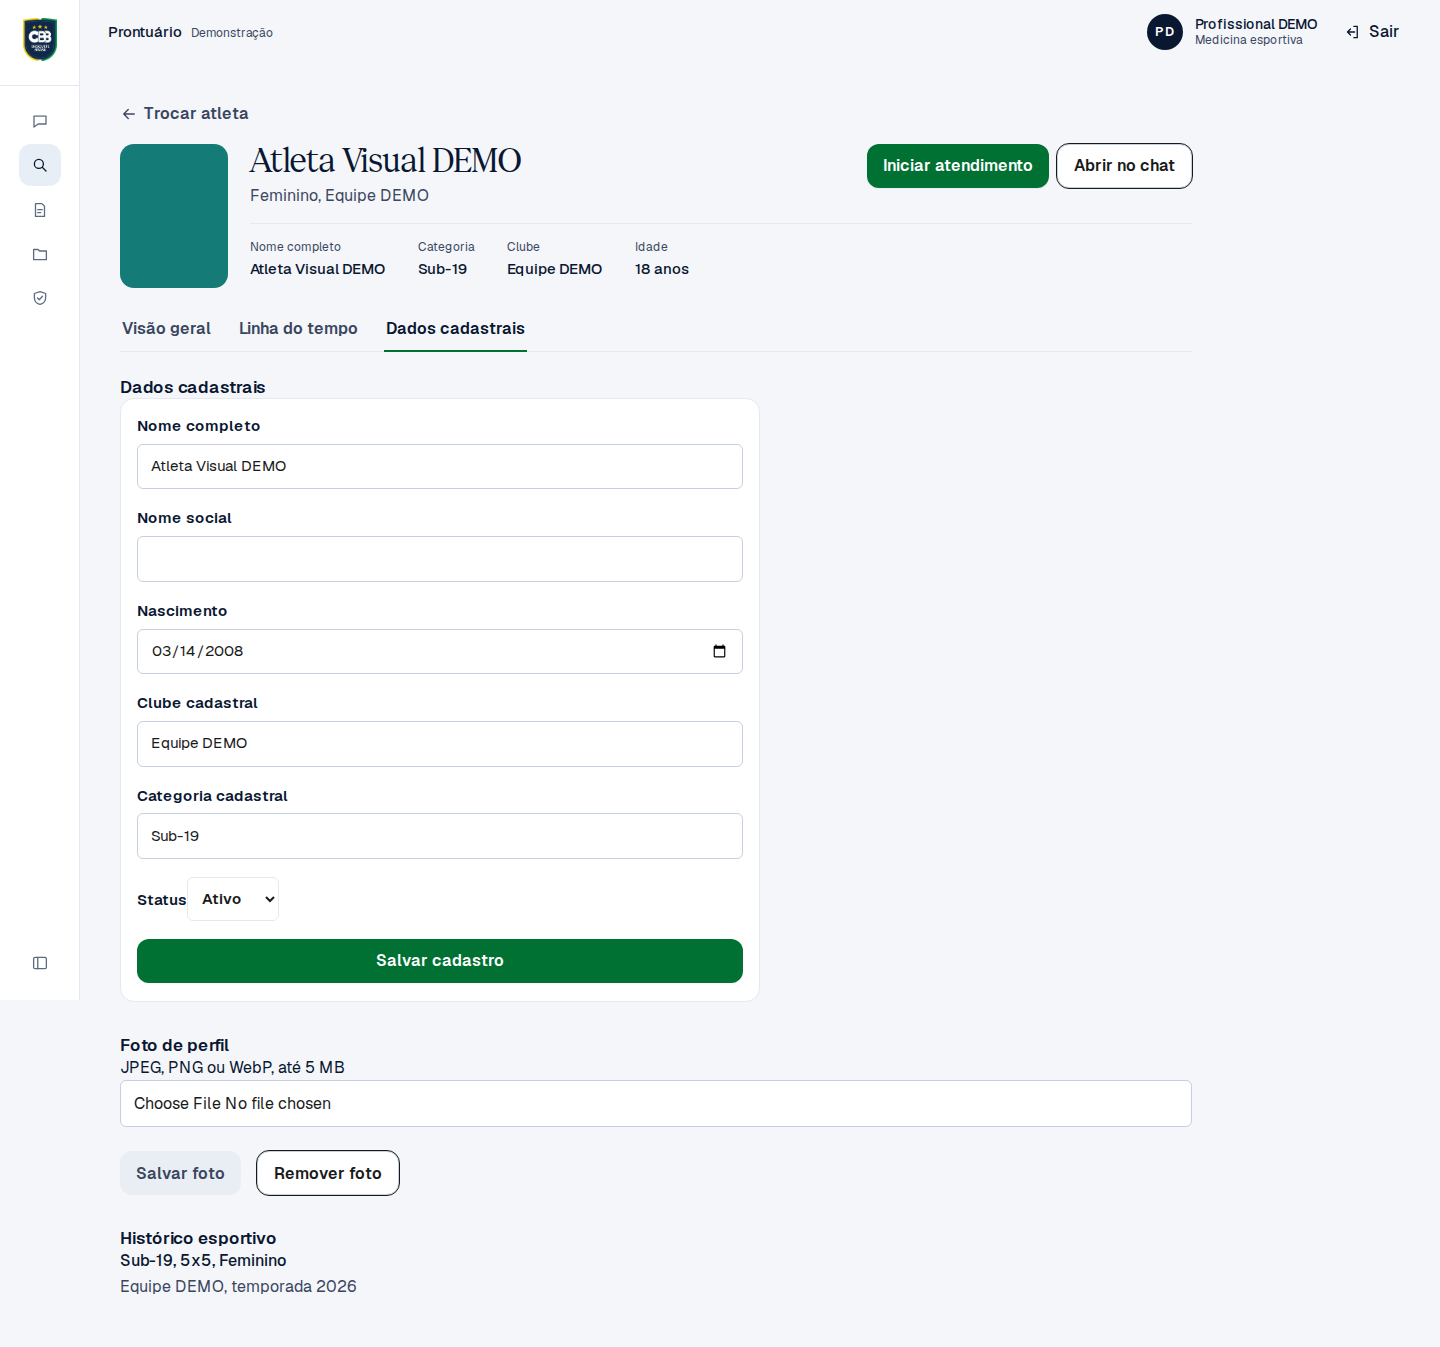 CBB
Prontuário Demonstração
PD
Profissional DEMO
Medicina esportiva
Sair
Trocar atleta
Atleta Visual DEMO
Feminino, Equipe DEMO
Iniciar atendimento
Abrir no chat
Nome completo Categoria Clube Idade
Atleta Visual DEMO Sub-19 Equipe DEMO 18 anos
Visão geral Linha do tempo Dados cadastrais
Dados cadastrais
Nome completo
Atleta Visual DEMO
Nome social
Nascimento
03/14/2008
Clube cadastral
Equipe DEMO
Categoria cadastral
Sub-19
Status Ativo
Salvar cadastro
Foto de perfil
JPEG, PNG ou WebP, até 5 MB
Choose File No file chosen
Salvar foto Remover foto
Histórico esportivo
Sub-19, 5x5, Feminino
Equipe DEMO, temporada 2026